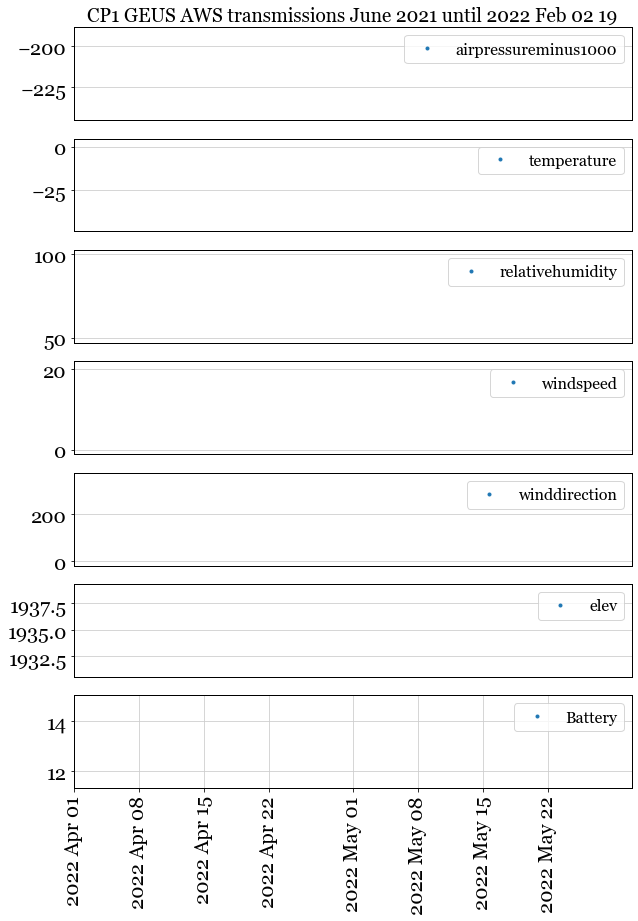 CP1 GEUS AWS transmissions June 2021 until 2022 Feb 02 19
−200
−225
airpressureminus1000
0
−25
temperature
100
50
relativehumidity
20
0
windspeed
200
0
winddirection
1937.5
1935.0
1932.5
elev
14
12
Battery
2022 Apr 01
2022 Apr 08
2022 Apr 15
2022 Apr 22
2022 May 01
2022 May 08
2022 May 15
2022 May 22